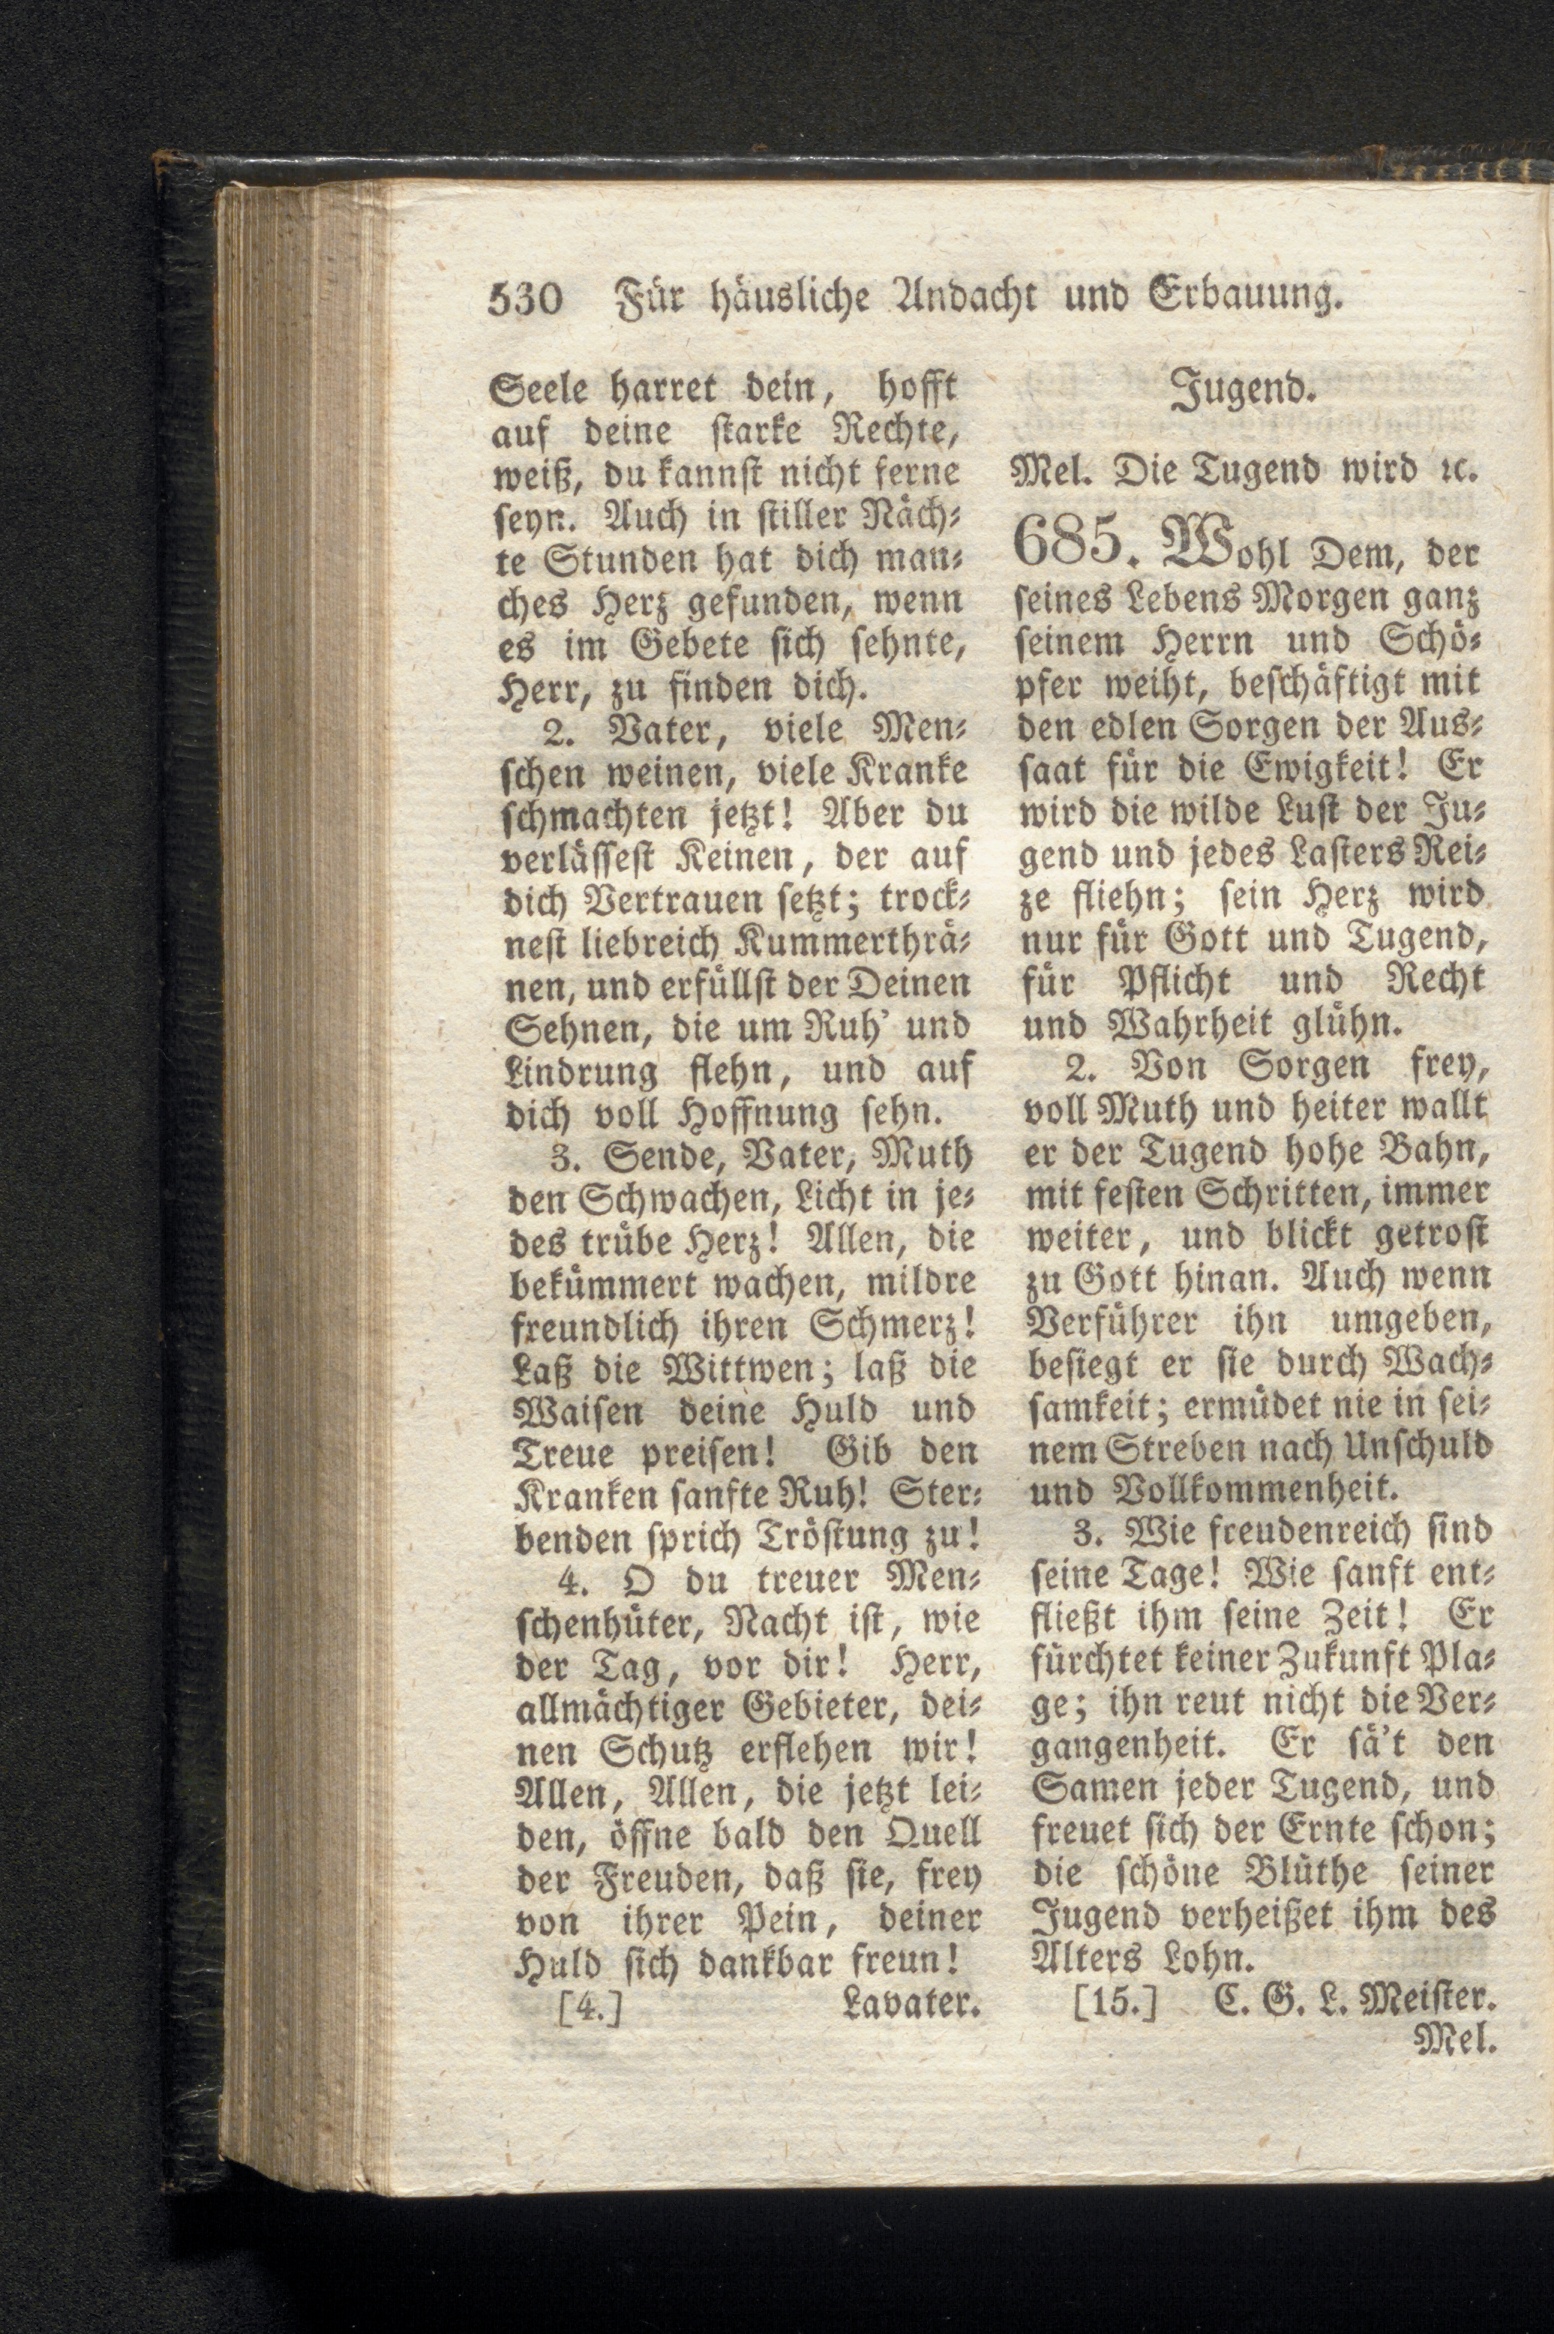 530 Für häusliche Andacht und Erbauung.
Seele harret dein, hofft
auf deine starke Rechte,
weiß, du kannst nicht ferne
seyn. Auch in stiller Näch-
te Stunden hat dich man-
ches Herz gefunden, wenn
es im Gebete sich sehnte,
Herr, zu finden dich.
2. Vater, viele Men-
schen weinen, viele Kranke
schmachten jetzt! Aber du
verlässest Keinen, der auf
dich Vertrauen setzt; trock-
nest liebreich Kummerthrä-
nen, und erfüllst der Deinen
Sehnen, die um Ruh' und
Lindrung flehn, und auf
dich voll Hoffnung sehn.
3. Sende, Vater, Muth
den Schwachen, Licht in je-
des trübe Herz! Allen, die
bekümmert wachen, mildre
freundlich ihren Schmerz!
Laß die Wittwen; laß die
Waisen deine Huld und
Treue preisen! Gib den
Kranken sanfte Ruh! Ster-
benden sprich Tröstung zu!
4. O du treuer Men-
schenhüter, Nacht ist, wie
der Tag, vor dir! Herr,
allmächtiger Gebieter, dei-
nen Schutz erflehen wir!
Allen, Allen, die jetzt lei-
den, öffne bald den Quell
der Freuden, daß sie, frey
von ihrer Pein, deiner
Huld sich dankbar freun!
[4.] Lavater.
Jugend.
Mel. Die Tugend wird ꝛc.
685. Wohl Dem, der
seines Lebens Morgen ganz
seinem Herrn und Schö-
pfer weiht, beschäftigt mit
den edlen Sorgen der Aus-
saat für die Ewigkeit! Er
wird die wilde Lust der Ju-
gend und jedes Lasters Rei-
ze fliehn; sein Herz wird
nur für Gott und Tugend,
für Pflicht und Recht
und Wahrheit glühn.
2. Von Sorgen frey,
voll Muth und heiter wallt
er der Tugend hohe Bahn,
mit festen Schritten, immer
weiter, und blickt getrost
zu Gott hinan. Auch wenn
Verführer ihn umgeben,
besiegt er sie durch Wach-
samkeit; ermüdet nie in sei-
nem Streben nach Unschuld
und Vollkommenheit.
3. Wie freudenreich sind
seine Tage! Wie sanft ent-
fließt ihm seine Zeit! Er
fürchtet keiner Zukunft Pla-
ge; ihn reut nicht die Ver-
gangenheit. Er sä't den
Samen jeder Tugend, und
freuet sich der Ernte schon;
die schöne Blüthe seiner
Jugend verheißet ihm des
Alters Lohn.
[15.] C. G. L. Meister.
Mel.